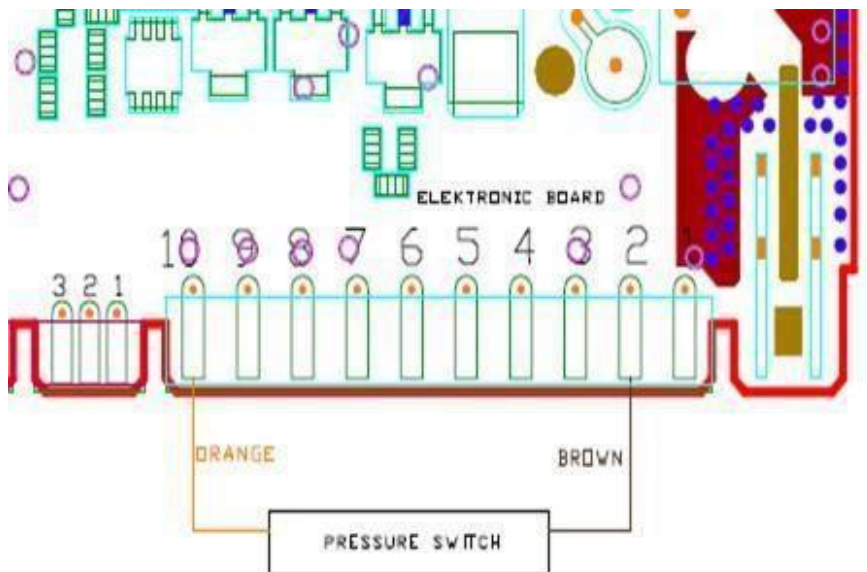 ELEKTRONIC BOARD
10 9 8 7 6 5 4 3 2 1
3 2 1
ORANGE
BROWN
PRESSURE SWITCH